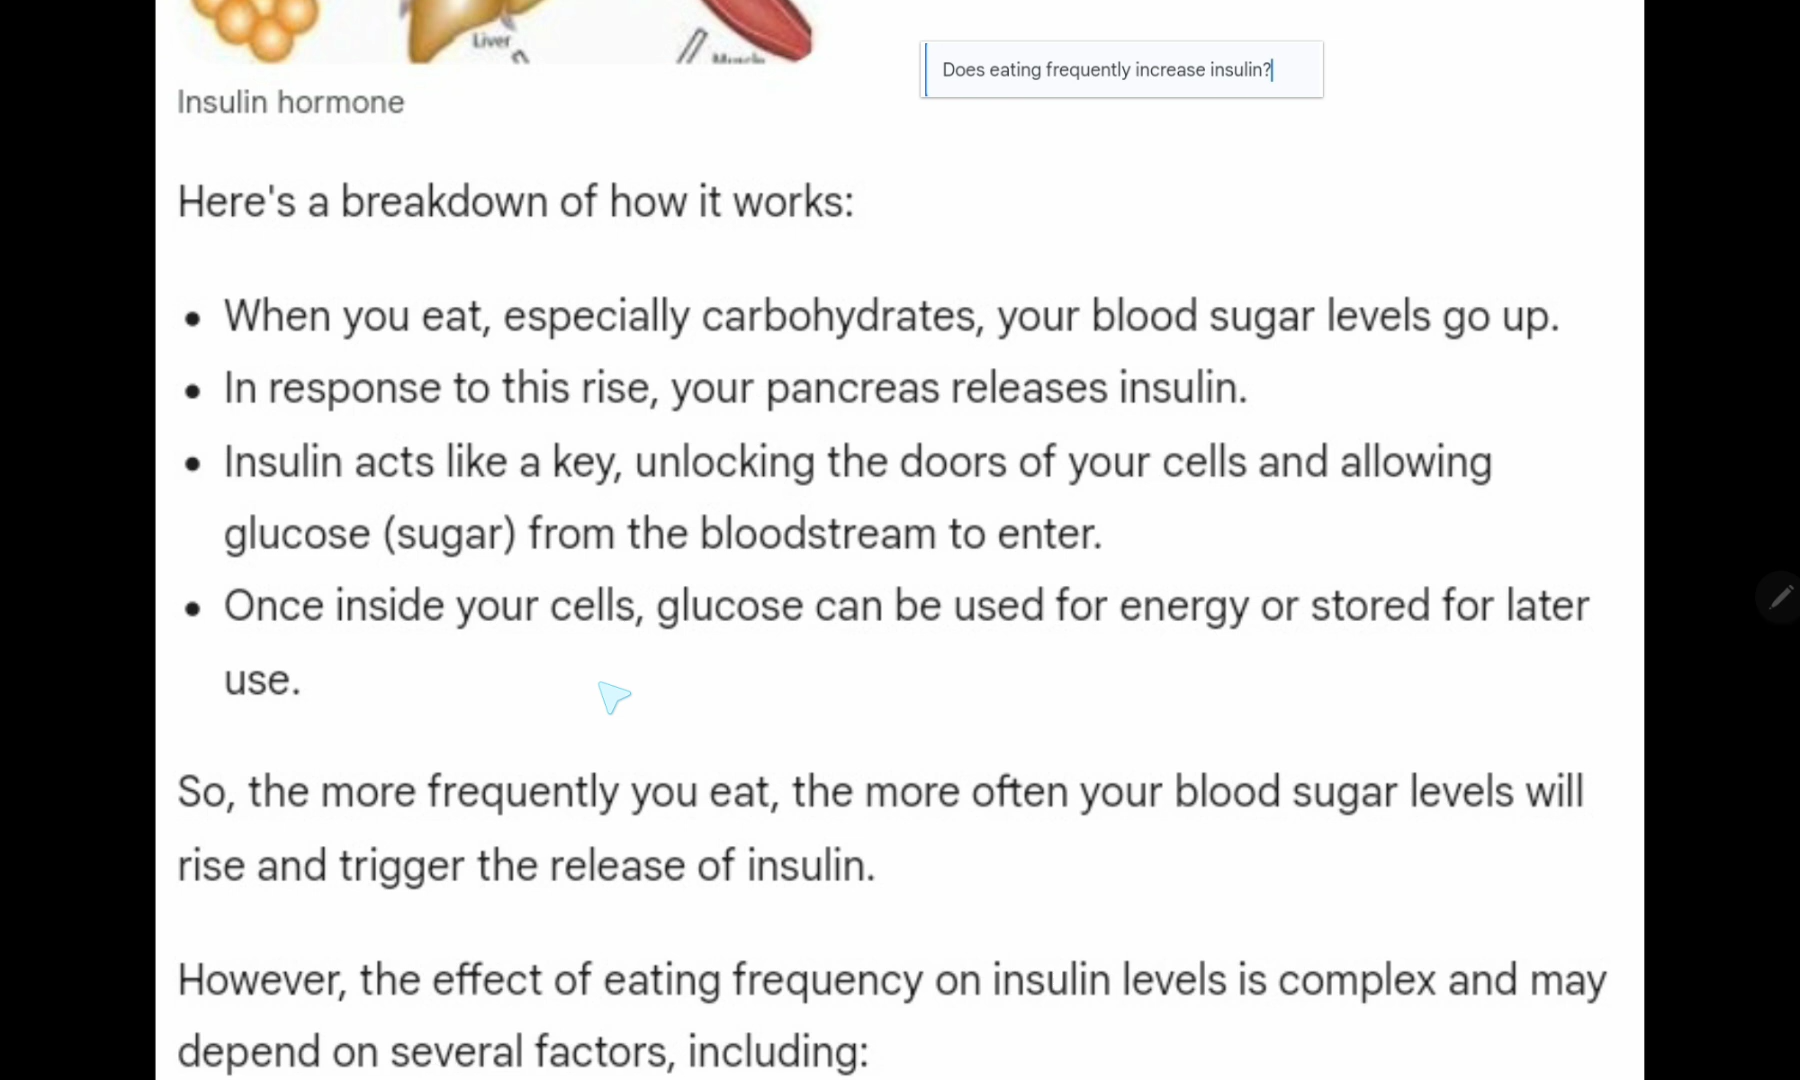 Liver
Muscle
Does eating frequently increase insulin?
Insulin hormone
Here's a breakdown of how it works:
When you eat, especially carbohydrates, your blood sugar levels go up.
In response to this rise, your pancreas releases insulin.
Insulin acts like a key, unlocking the doors of your cells and allowing
glucose (sugar) from the bloodstream to enter.
Once inside your cells, glucose can be used for energy or stored for later
use.
So, the more frequently you eat, the more often your blood sugar levels will
rise and trigger the release of insulin.
However, the effect of eating frequency on insulin levels is complex and may
depend on several factors, including: